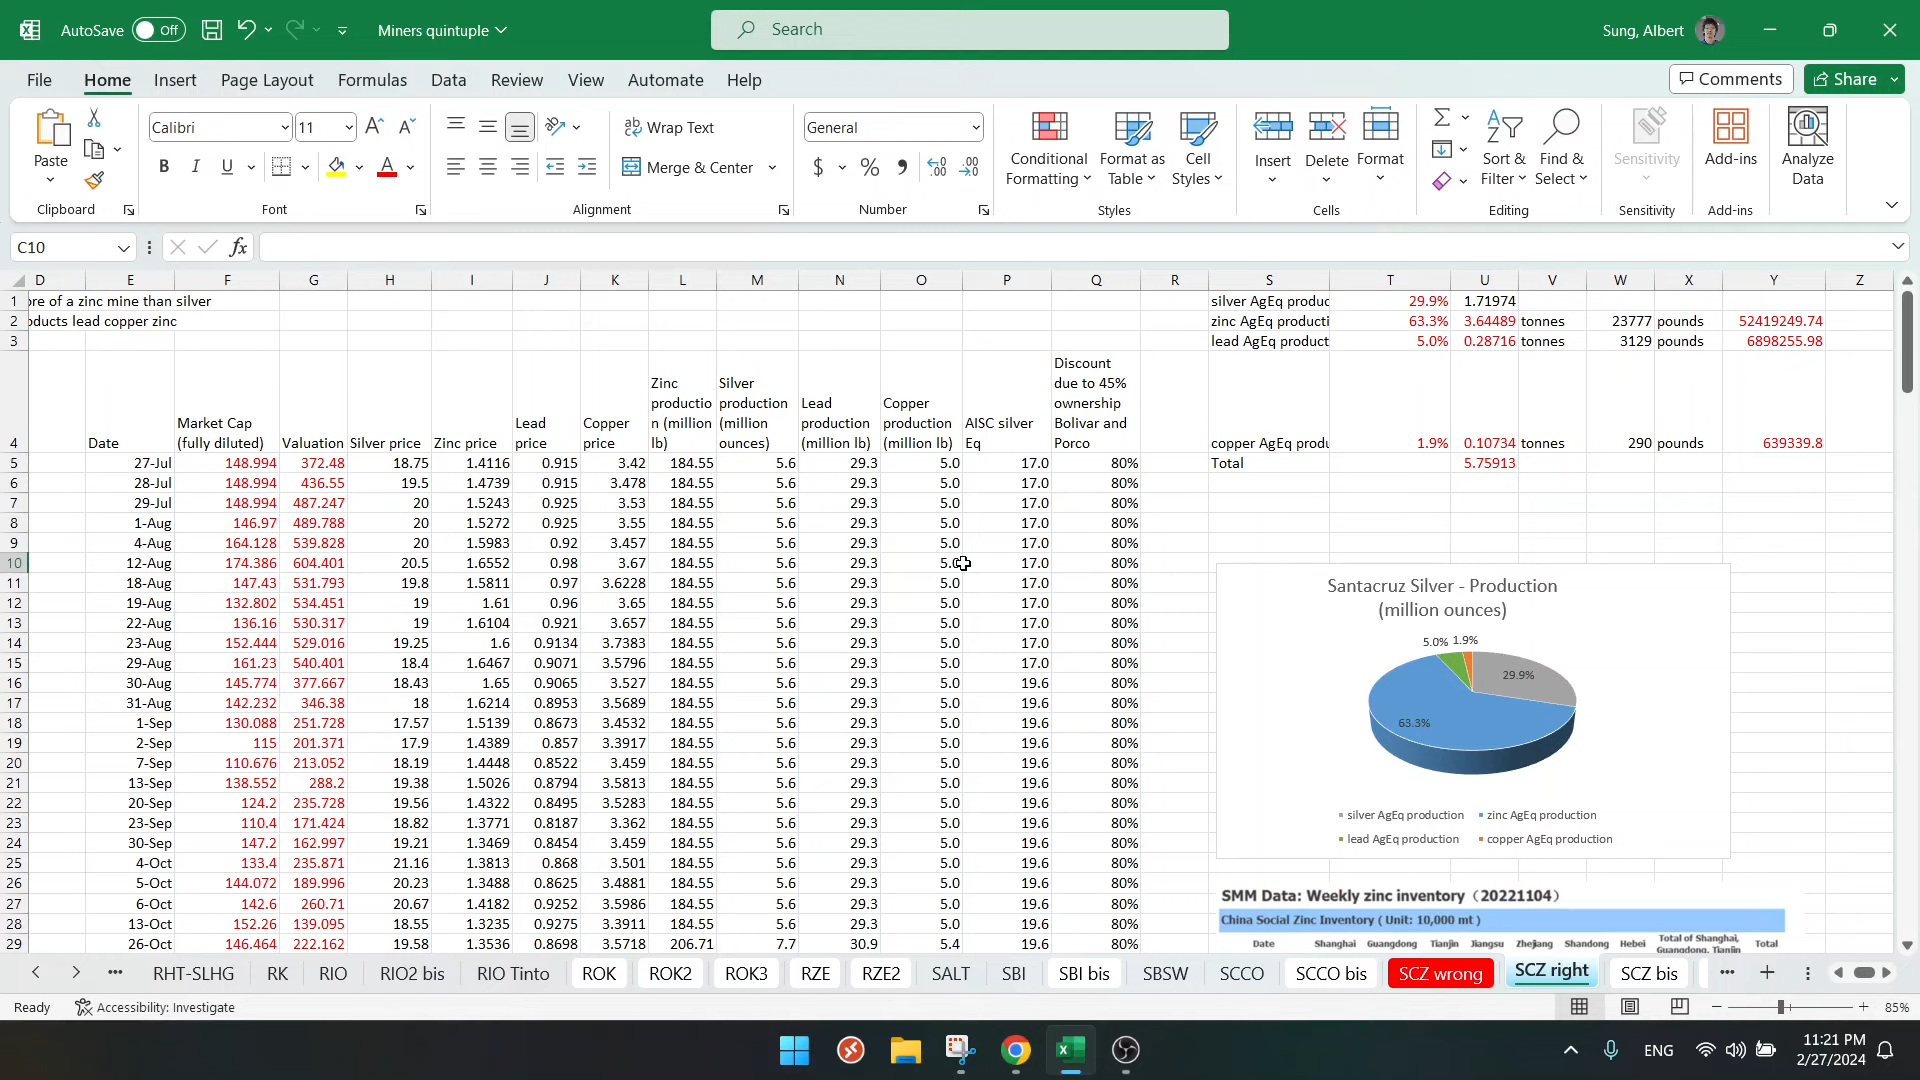 AutoSave Off Miners quintuple Search Sung, Albert
File Home Insert Page Layout Formulas Data Review View Automate Help Comments Share
Paste Calibri 11 Wrap Text General Conditional Formatting Format as Table Cell Styles Insert Delete Format Sort & Filter Find & Select Sensitivity Add-ins Analyze Data
B I U Merge & Center $ % ,
Clipboard Font Alignment Number Styles Cells Editing Sensitivity Add-ins
C10 fx
D E F G H I J K L M N O P Q R S T U V W X Y Z
1 ore of a zinc mine than silver silver AgEq produc 29.9% 1.71974
2 oducts lead copper zinc zinc AgEq producti 63.3% 3.64489 tonnes 23777 pounds 52419249.74
3 lead AgEq product 5.0% 0.28716 tonnes 3129 pounds 6898255.98
4 Date Market Cap (fully diluted) Valuation Silver price Zinc price Lead price Copper price Zinc productio n (million lb) Silver production (million ounces) Lead production (million lb) Copper production (million lb) AISC silver Eq Discount due to 45% ownership Bolivar and Porco copper AgEq produ 1.9% 0.10734 tonnes 290 pounds 639339.8
5 27-Jul 148.994 372.48 18.75 1.4116 0.915 3.42 184.55 5.6 29.3 5.0 17.0 80% Total 5.75913
6 28-Jul 148.994 436.55 19.5 1.4739 0.915 3.478 184.55 5.6 29.3 5.0 17.0 80%
7 29-Jul 148.994 487.247 20 1.5243 0.925 3.53 184.55 5.6 29.3 5.0 17.0 80%
8 1-Aug 146.97 489.788 20 1.5272 0.925 3.55 184.55 5.6 29.3 5.0 17.0 80%
9 4-Aug 164.128 539.828 20 1.5983 0.92 3.457 184.55 5.6 29.3 5.0 17.0 80%
10 12-Aug 174.386 604.401 20.5 1.6552 0.98 3.67 184.55 5.6 29.3 5.0 17.0 80%
11 18-Aug 147.43 531.793 19.8 1.5811 0.97 3.6228 184.55 5.6 29.3 5.0 17.0 80%
12 19-Aug 132.802 534.451 19 1.61 0.96 3.65 184.55 5.6 29.3 5.0 17.0 80%
13 22-Aug 136.16 530.317 19 1.6104 0.921 3.657 184.55 5.6 29.3 5.0 17.0 80%
14 23-Aug 152.444 529.016 19.25 1.6 0.9134 3.7383 184.55 5.6 29.3 5.0 17.0 80%
15 29-Aug 161.23 540.401 18.4 1.6467 0.9071 3.5796 184.55 5.6 29.3 5.0 17.0 80%
16 30-Aug 145.774 377.667 18.43 1.65 0.9065 3.527 184.55 5.6 29.3 5.0 19.6 80%
17 31-Aug 142.232 346.38 18 1.6214 0.8953 3.5689 184.55 5.6 29.3 5.0 19.6 80%
18 1-Sep 130.088 251.728 17.57 1.5139 0.8673 3.4532 184.55 5.6 29.3 5.0 19.6 80%
19 2-Sep 115 201.371 17.9 1.4389 0.857 3.3917 184.55 5.6 29.3 5.0 19.6 80%
20 7-Sep 110.676 213.052 18.19 1.4448 0.8522 3.459 184.55 5.6 29.3 5.0 19.6 80%
21 13-Sep 138.552 288.2 19.38 1.5026 0.8794 3.5813 184.55 5.6 29.3 5.0 19.6 80%
22 20-Sep 124.2 235.728 19.56 1.4322 0.8495 3.5283 184.55 5.6 29.3 5.0 19.6 80%
23 23-Sep 110.4 171.424 18.82 1.3771 0.8187 3.362 184.55 5.6 29.3 5.0 19.6 80%
24 30-Sep 147.2 162.997 19.21 1.3469 0.8454 3.459 184.55 5.6 29.3 5.0 19.6 80%
25 4-Oct 133.4 235.871 21.16 1.3813 0.868 3.501 184.55 5.6 29.3 5.0 19.6 80%
26 5-Oct 144.072 189.996 20.23 1.3488 0.8625 3.4881 184.55 5.6 29.3 5.0 19.6 80%
27 6-Oct 142.6 260.71 20.67 1.4182 0.9252 3.5986 184.55 5.6 29.3 5.0 19.6 80%
28 13-Oct 152.26 139.095 18.55 1.3235 0.9275 3.3911 184.55 5.6 29.3 5.0 19.6 80%
29 26-Oct 146.464 222.162 19.58 1.3536 0.8698 3.5718 206.71 7.7 30.9 5.4 19.6 80%
Santacruz Silver - Production
(million ounces)
5.0% 1.9%
29.9%
63.3%
silver AgEq production zinc AgEq production
lead AgEq production copper AgEq production
SMM Data: Weekly zinc inventory（20221104）
China Social Zinc Inventory ( Unit: 10,000 mt )
Date Shanghai Guangdong Tianjin Jiangsu Zhejiang Shandong Hebei Total of Shanghai, Guangdong, Tianjin Total
RHT-SLHG RK RIO RIO2 bis RIO Tinto ROK ROK2 ROK3 RZE RZE2 SALT SBI SBI bis SBSW SCCO SCCO bis SCZ wrong SCZ right SCZ bis
Ready Accessibility: Investigate 85%
ENG 11:21 PM
2/27/2024